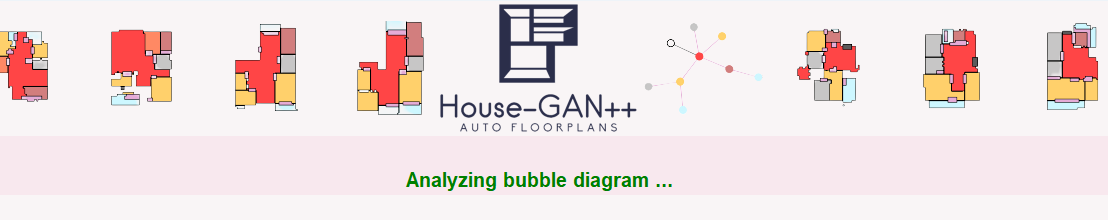 House-GAN++
AUTO FLOORPLANS
Analyzing bubble diagram ...